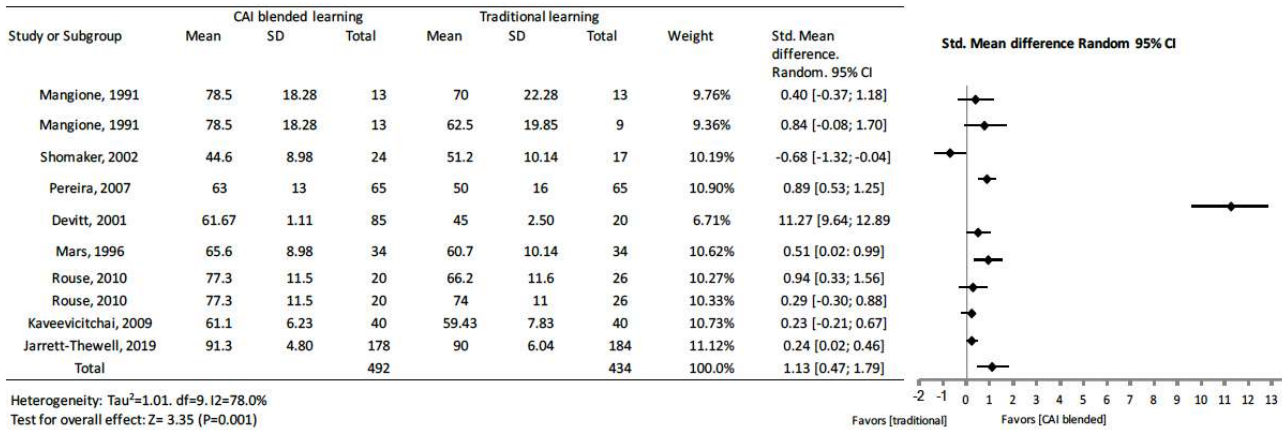 CAI blended learning Traditional learning
Study or Subgroup Mean SD Total Mean SD Total Weight Std. Mean difference. Random. 95% CI
Mangione, 1991 78.5 18.28 13 70 22.28 13 9.76% 0.40 [-0.37; 1.18]
Mangione, 1991 78.5 18.28 13 62.5 19.85 9 9.36% 0.84 [-0.08; 1.70]
Shomaker, 2002 44.6 8.98 24 51.2 10.14 17 10.19% -0.68 [-1.32; -0.04]
Pereira, 2007 63 13 65 50 16 65 10.90% 0.89 [0.53; 1.25]
Devitt, 2001 61.67 1.11 85 45 2.50 20 6.71% 11.27 [9.64; 12.89
Mars, 1996 65.6 8.98 34 60.7 10.14 34 10.62% 0.51 [0.02: 0.99]
Rouse, 2010 77.3 11.5 20 66.2 11.6 26 10.27% 0.94 [0.33; 1.56]
Rouse, 2010 77.3 11.5 20 74 11 26 10.33% 0.29 [-0.30; 0.88]
Kaveevicitchai, 2009 61.1 6.23 40 59.43 7.83 40 10.73% 0.23 [-0.21; 0.67]
Jarrett-Thewell, 2019 91.3 4.80 178 90 6.04 184 11.12% 0.24 [0.02; 0.46]
Total 492 434 100.0% 1.13 [0.47; 1.79]
Heterogeneity: Tau²=1.01. df=9. I2=78.0%
Test for overall effect: Z= 3.35 (P=0.001)
Std. Mean difference Random 95% CI
-2 -1 0 1 2 3 4 5 6 7 8 9 10 11 12 13
Favors [traditional] Favors [CAI blended]